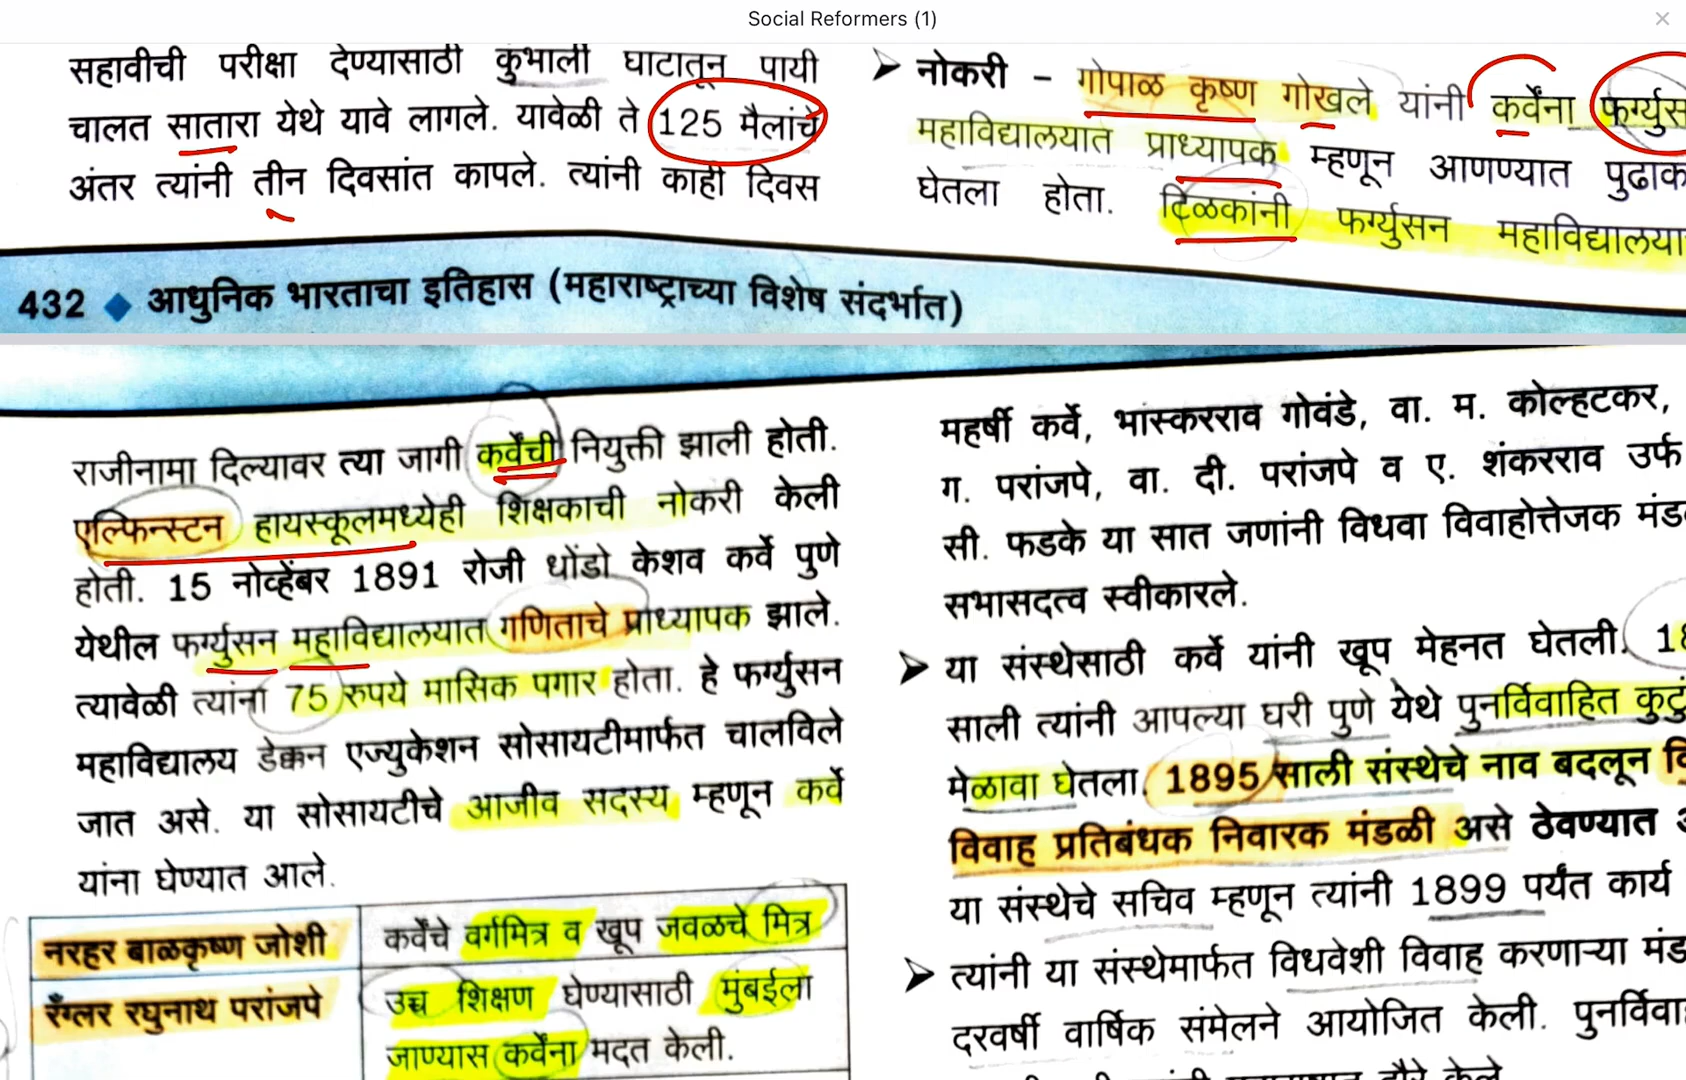 Social Reformers (1)
सहावीची परीक्षा देण्यासाठी कुंभार्ली घाटातून पायी
चालत सातारा येथे यावे लागले. यावेळी ते 125 मैलांचे
अंतर त्यांनी तीन दिवसांत कापले. त्यांनी काही दिवस
➤ नोकरी – गोपाळ कृष्ण गोखले यांनी कर्वेंना फर्ग्युस
महाविद्यालयात प्राध्यापक म्हणून आणण्यात पुढाक
घेतला होता. टिळकांनी फर्ग्युसन महाविद्यालया
432 ◆ आधुनिक भारताचा इतिहास (महाराष्ट्राच्या विशेष संदर्भात)
राजीनामा दिल्यावर त्या जागी कर्वेंची नियुक्ती झाली होती.
एल्फिन्स्टन हायस्कूलमध्येही शिक्षकाची नोकरी केली
होती. 15 नोव्हेंबर 1891 रोजी धोंडो केशव कर्वे पुणे
येथील फर्ग्युसन महाविद्यालयात गणिताचे प्राध्यापक झाले.
त्यावेळी त्यांना 75 रुपये मासिक पगार होता. हे फर्ग्युसन
महाविद्यालय डेक्कन एज्युकेशन सोसायटीमार्फत चालविले
जात असे. या सोसायटीचे आजीव सदस्य म्हणून कर्वे
यांना घेण्यात आले.
नरहर बाळकृष्ण जोशी
कर्वेंचे वर्गमित्र व खूप जवळचे मित्र
रँग्लर रघुनाथ परांजपे
उच्च शिक्षण घेण्यासाठी मुंबईला
जाण्यास कर्वेंना मदत केली.
महर्षी कर्वे, भास्करराव गोवंडे, वा. म. कोल्हटकर,
ग. परांजपे, वा. दी. परांजपे व ए. शंकरराव उर्फ
सी. फडके या सात जणांनी विधवा विवाहोत्तेजक मंड
सभासदत्व स्वीकारले.
➤ या संस्थेसाठी कर्वे यांनी खूप मेहनत घेतली. 18
साली त्यांनी आपल्या घरी पुणे येथे पुनर्विवाहित कुटुं
मेळावा घेतला. 1895 साली संस्थेचे नाव बदलून वि
विवाह प्रतिबंधक निवारक मंडळी असे ठेवण्यात
या संस्थेचे सचिव म्हणून त्यांनी 1899 पर्यंत कार्य
➤ त्यांनी या संस्थेमार्फत विधवेशी विवाह करणाऱ्या मंड
दरवर्षी वार्षिक संमेलने आयोजित केली. पुनर्विवा